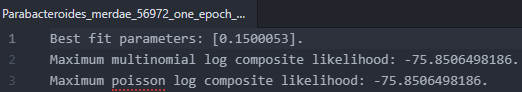 Parabacteroides_merdae_56972_one_epoch_...
1 Best fit parameters: [0.1500053].
2 Maximum multinomial log composite likelihood: -75.8506498186.
3 Maximum poisson log composite likelihood: -75.8506498186.